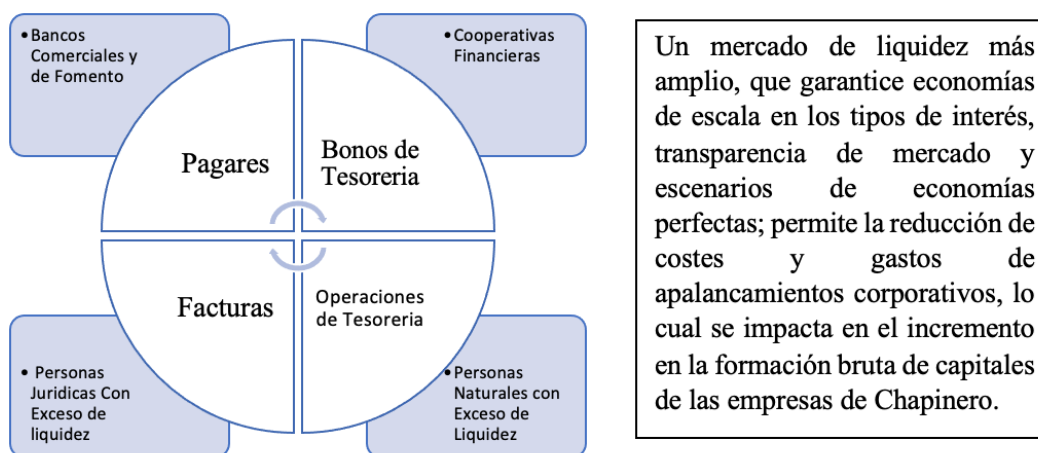 •Bancos
Comerciales y
de Fomento
•Cooperativas
Financieras
Pagares
Bonos de
Tesoreria
Facturas
Operaciones
de Tesoreria
• Personas
Juridicas Con
Exceso de
liquidez
•Personas
Naturales con
Exceso de
Liquidez
Un mercado de liquidez más
amplio, que garantice economías
de escala en los tipos de interés,
transparencia de mercado y
escenarios de economías
perfectas; permite la reducción de
costes y gastos de
apalancamientos corporativos, lo
cual se impacta en el incremento
en la formación bruta de capitales
de las empresas de Chapinero.